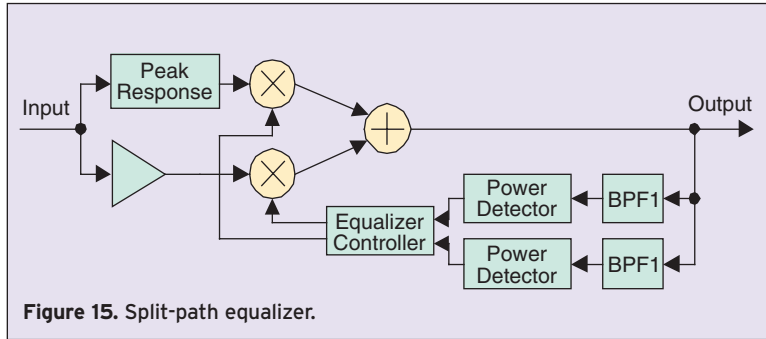 Peak
Response
Input
Output
Equalizer
Controller
Power
Detector
BPF1
Power
Detector
BPF1
Figure 15. Split-path equalizer.